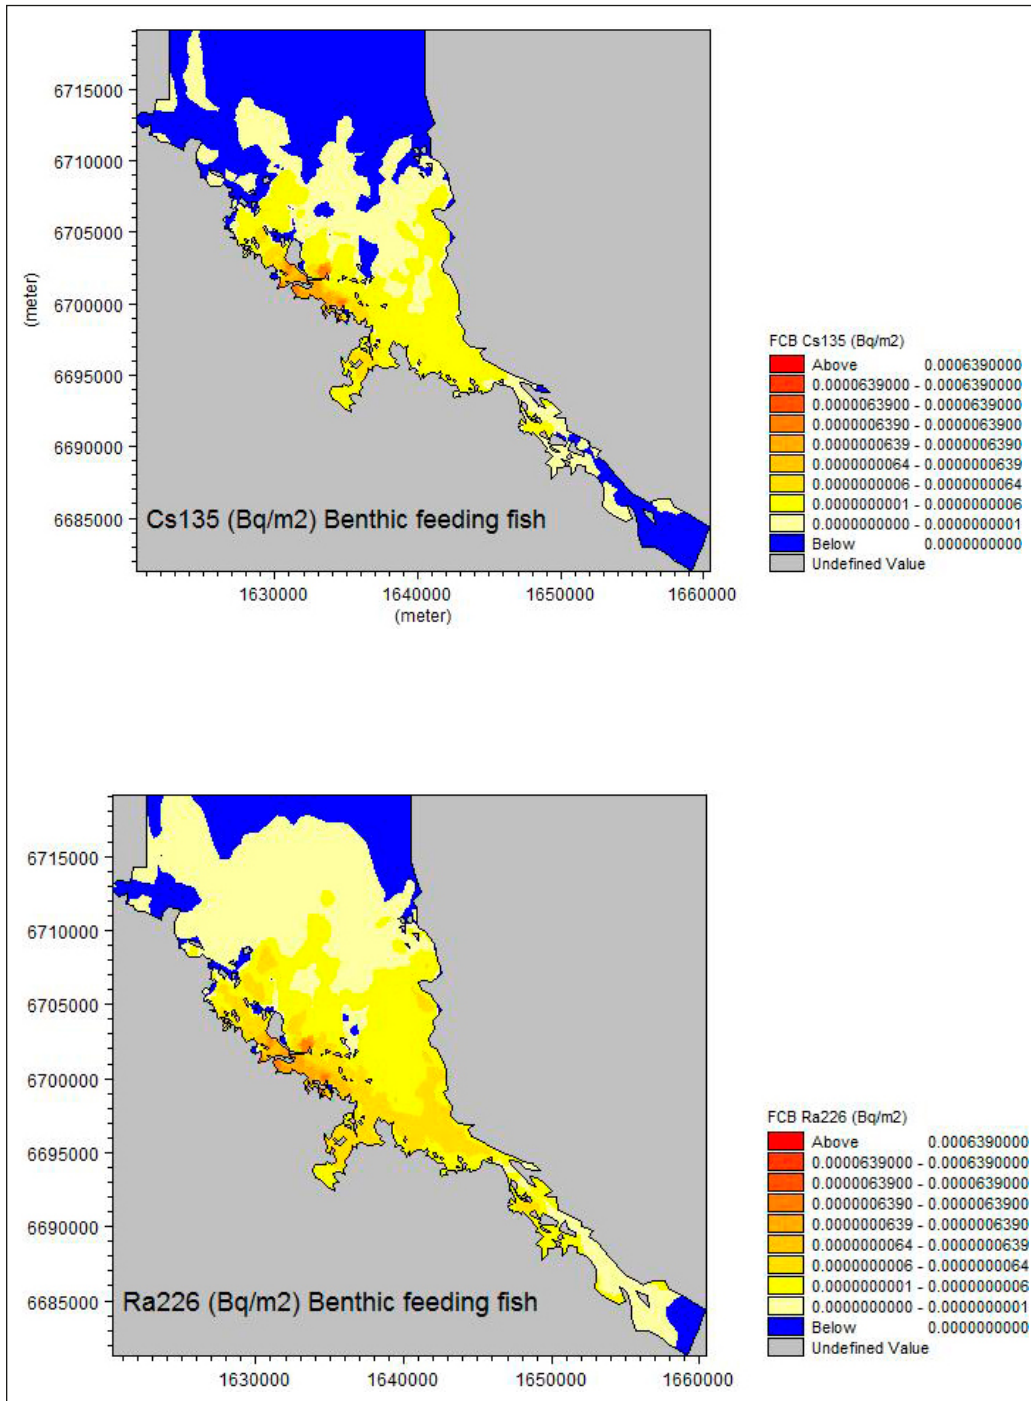 6715000
6710000
6705000
6700000
6695000
6690000
6685000
(meter)
Cs135 (Bq/m2) Benthic feeding fish
1630000 1640000 1650000 1660000
(meter)
FCB Cs135 (Bq/m2)
Above 0.0006390000
0.0000639000 - 0.0006390000
0.0000063900 - 0.0000639000
0.0000006390 - 0.0000063900
0.0000000639 - 0.0000006390
0.0000000064 - 0.0000000639
0.0000000006 - 0.0000000064
0.0000000001 - 0.0000000006
0.0000000000 - 0.0000000001
Below 0.0000000000
Undefined Value
6715000
6710000
6705000
6700000
6695000
6690000
6685000
Ra226 (Bq/m2) Benthic feeding fish
1630000 1640000 1650000 1660000
FCB Ra226 (Bq/m2)
Above 0.0006390000
0.0000639000 - 0.0006390000
0.0000063900 - 0.0000639000
0.0000006390 - 0.0000063900
0.0000000639 - 0.0000006390
0.0000000064 - 0.0000000639
0.0000000006 - 0.0000000064
0.0000000001 - 0.0000000006
0.0000000000 - 0.0000000001
Below 0.0000000000
Undefined Value